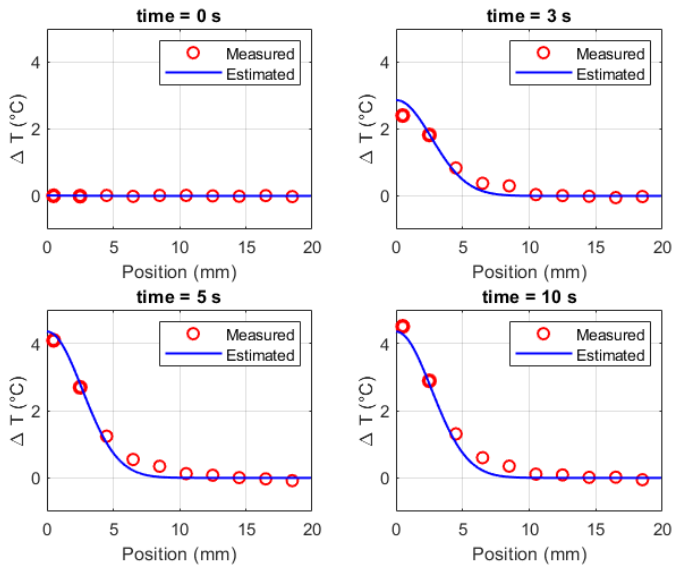 time = 0 s
4
2
0
Δ T (°C)
Measured
Estimated
0
5
10
15
20
Position (mm)
time = 3 s
4
2
0
Δ T (°C)
Measured
Estimated
0
5
10
15
20
Position (mm)
time = 5 s
4
2
0
Δ T (°C)
Measured
Estimated
0
5
10
15
20
Position (mm)
time = 10 s
4
2
0
Δ T (°C)
Measured
Estimated
0
5
10
15
20
Position (mm)